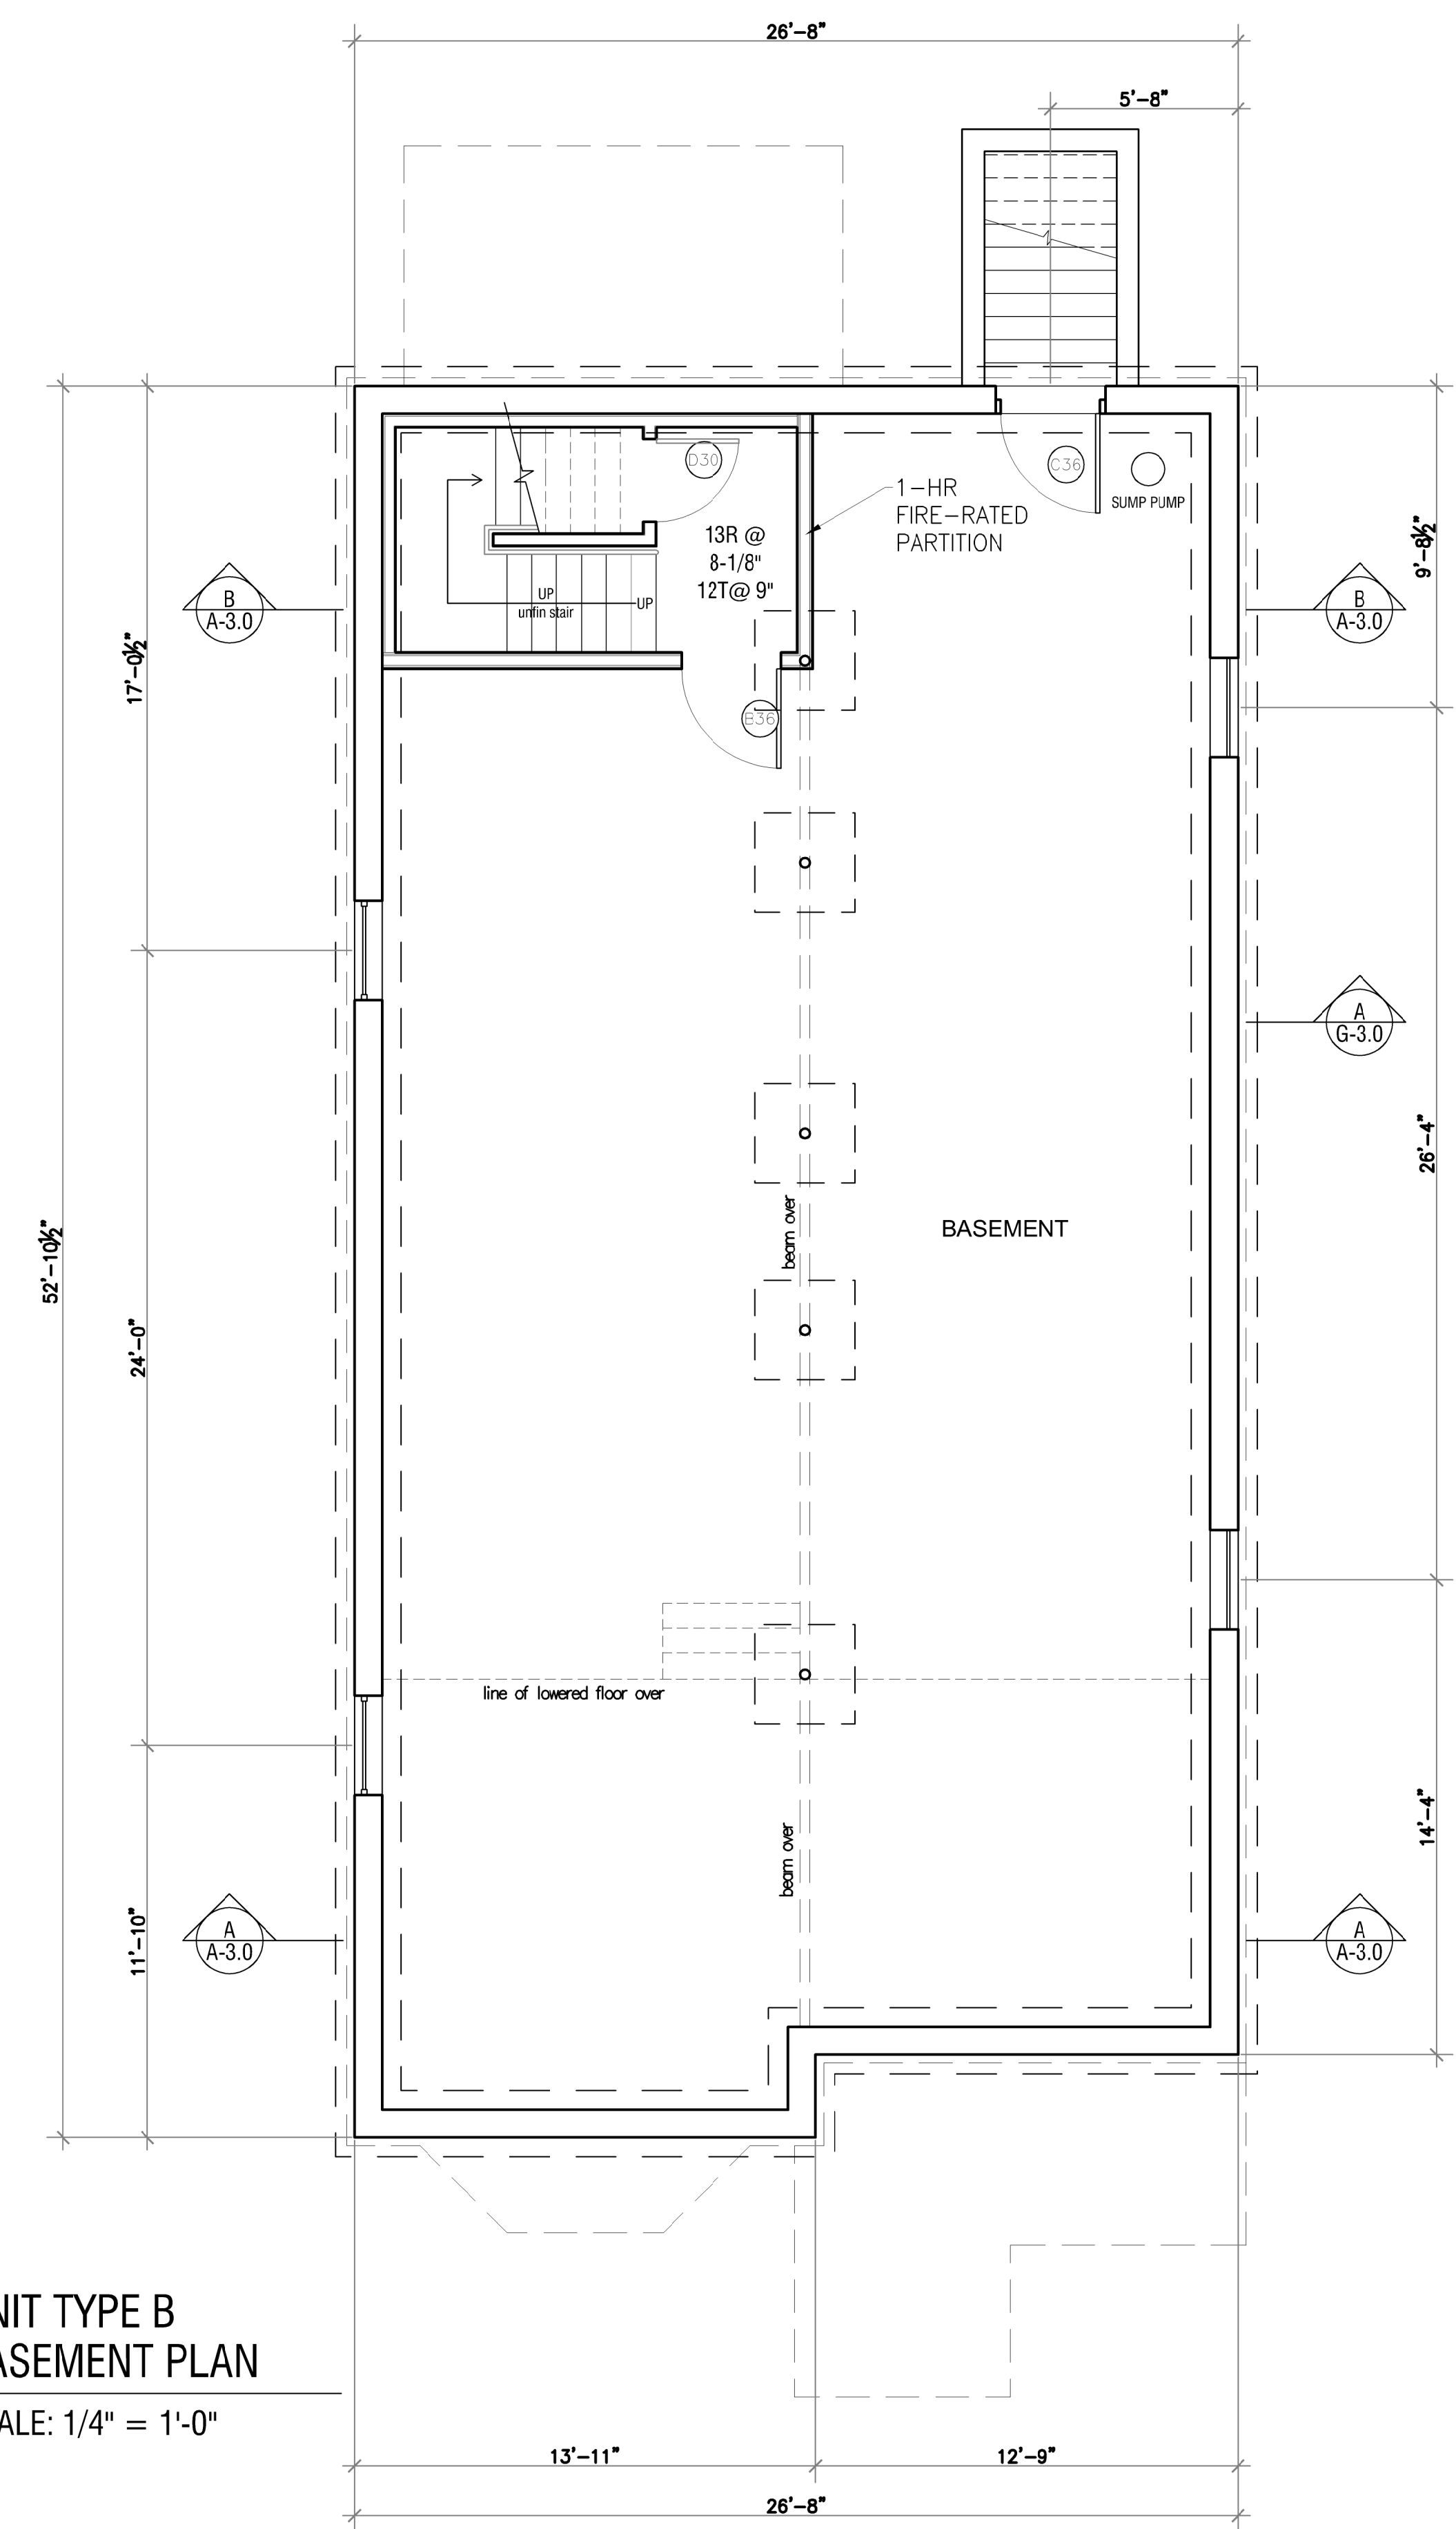 26'-8"
5'-8"
D30
C36
SUMP PUMP
1-HR
FIRE-RATED
PARTITION
13R @
8-1/8"
12T@ 9"
UP
unfin stair
UP
B36
B
A-3.0
B
A-3.0
9'-8½"
17'-0½"
A
G-3.0
26'-4"
52'-10½"
24'-0"
beam over
BASEMENT
line of lowered floor over
beam over
14'-4"
11'-10"
A
A-3.0
A
A-3.0
NIT TYPE B
ASEMENT PLAN
ALE: 1/4" = 1'-0"
13'-11"
12'-9"
26'-8"